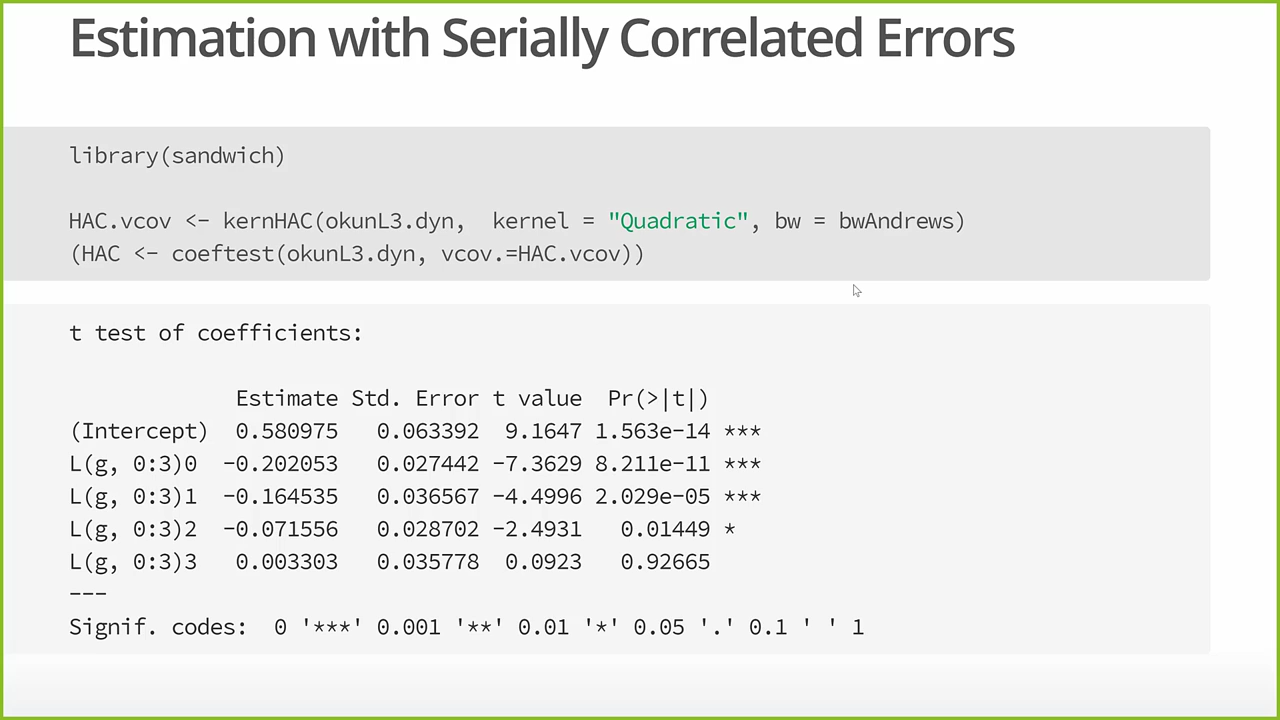 Estimation with Serially Correlated Errors
library(sandwich)
HAC.vcov <- kernHAC(okunL3.dyn,  kernel = "Quadratic", bw = bwAndrews)
(HAC <- coeftest(okunL3.dyn, vcov.=HAC.vcov))
t test of coefficients:
             Estimate Std. Error t value  Pr(>|t|)
(Intercept)  0.580975   0.063392  9.1647 1.563e-14 ***
L(g, 0:3)0  -0.202053   0.027442 -7.3629 8.211e-11 ***
L(g, 0:3)1  -0.164535   0.036567 -4.4996 2.029e-05 ***
L(g, 0:3)2  -0.071556   0.028702 -2.4931   0.01449 *
L(g, 0:3)3   0.003303   0.035778  0.0923   0.92665
---
Signif. codes:  0 '***' 0.001 '**' 0.01 '*' 0.05 '.' 0.1 ' ' 1